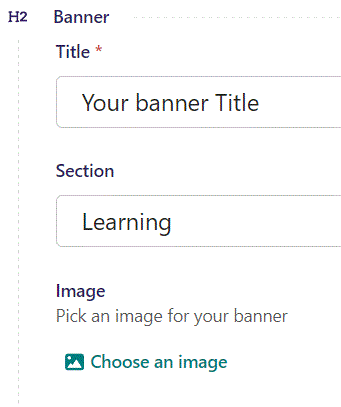 H2 Banner
Title *
Your banner Title
Section
Learning
Image
Pick an image for your banner
Choose an image